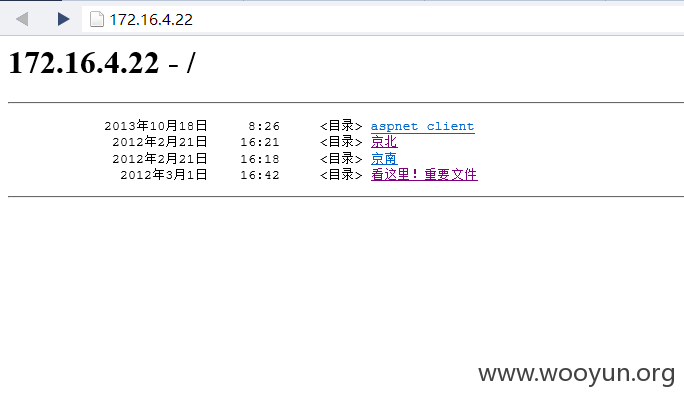 172.16.4.22
172.16.4.22 - /
2013年10月18日 8:26 <目录> aspnet_client
2012年2月21日 16:21 <目录> 京北
2012年2月21日 16:18 <目录> 京南
2012年3月1日 16:42 <目录> 看这里！重要文件
www.wooyun.org